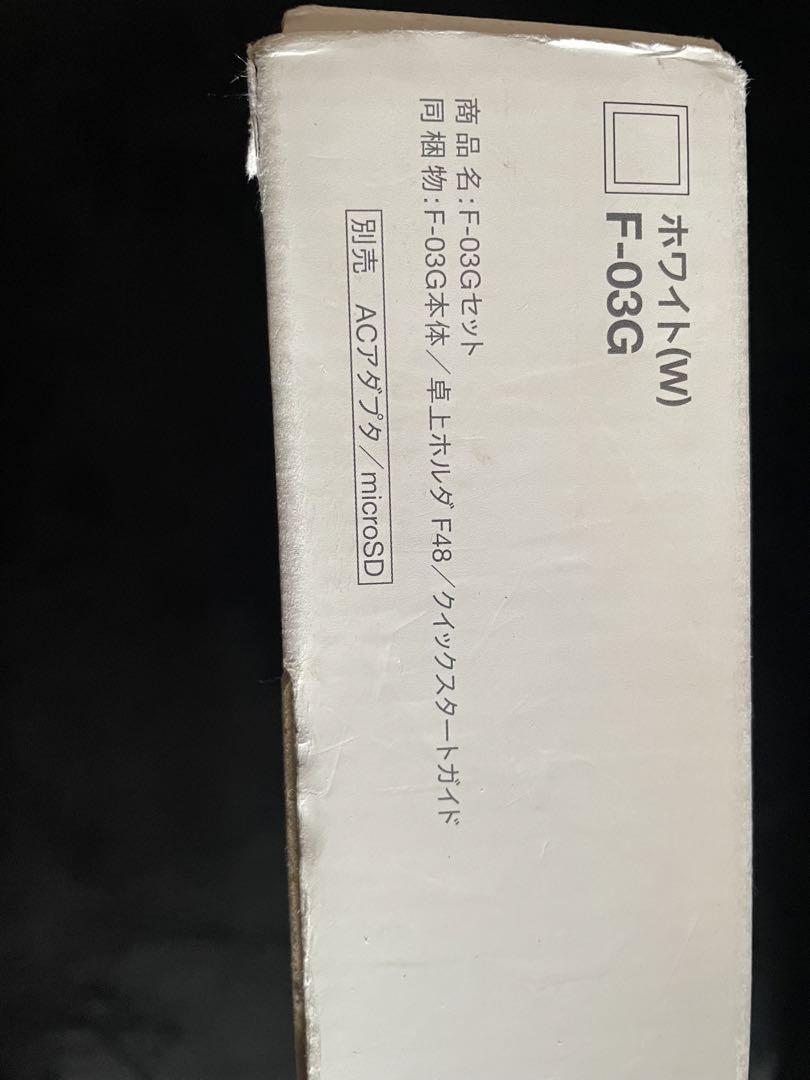 ホワイト(W)
F-03G
商品名:F-03Gセット
同梱物:F-03G本体/卓上ホルダ F48/クイックスタートガイド
別売 ACアダプタ/microSD